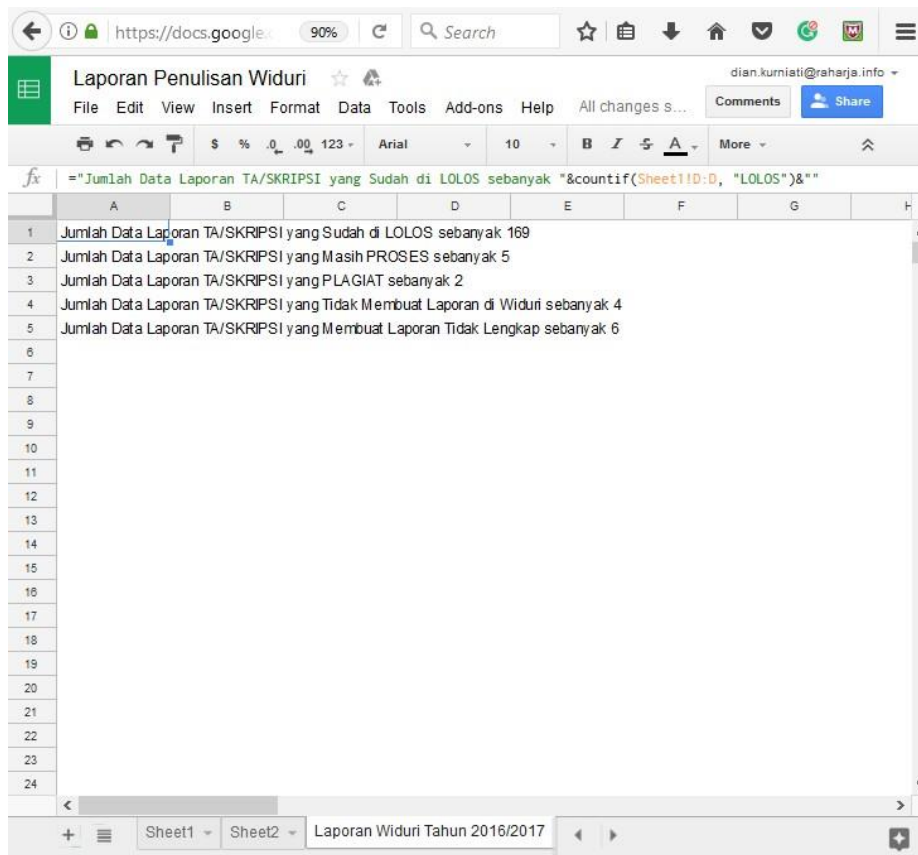 https://docs.google. 90% Search
Laporan Penulisan Widuri dian.kurniati@raharja.info
File Edit View Insert Format Data Tools Add-ons Help All changes s... Comments Share
$ % .0 .00 123 Arial 10 B I S A More
fx ="Jumlah Data Laporan TA/SKRIPSI yang Sudah di LOLOS sebanyak "&countif(Sheet1!D:D, "LOLOS")&""
A B C D E F G H
1 Jumlah Data Laporan TA/SKRIPSI yang Sudah di LOLOS sebanyak 169
2 Jumlah Data Laporan TA/SKRIPSI yang Masih PROSES sebanyak 5
3 Jumlah Data Laporan TA/SKRIPSI yang PLAGIAT sebanyak 2
4 Jumlah Data Laporan TA/SKRIPSI yang Tidak Membuat Laporan di Widuri sebanyak 4
5 Jumlah Data Laporan TA/SKRIPSI yang Membuat Laporan Tidak Lengkap sebanyak 6
6
7
8
9
10
11
12
13
14
15
16
17
18
19
20
21
22
23
24
Sheet1 Sheet2 Laporan Widuri Tahun 2016/2017